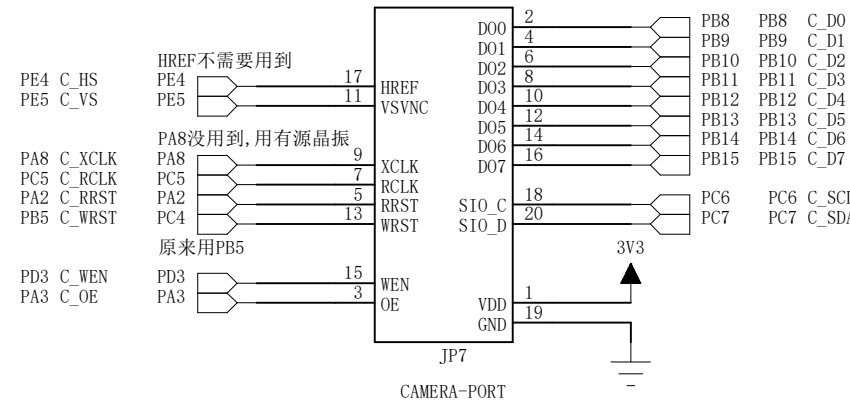 HREF不需要用到
PE4 C_HS PE4 17 HREF
PE5 C_VS PE5 11 VSVNC
PA8没用到,用有源晶振
PA8 C_XCLK PA8 9 XCLK
PC5 C_RCLK PC5 7 RCLK
PA2 C_RRST PA2 5 RRST
PB5 C_WRST PC4 13 WRST
原来用PB5
PD3 C_WEN PD3 15 WEN
PA3 C_OE PA3 3 OE
DO0 2 PB8 PB8 C_D0
DO1 4 PB9 PB9 C_D1
DO2 6 PB10 PB10 C_D2
DO3 8 PB11 PB11 C_D3
DO4 10 PB12 PB12 C_D4
DO5 12 PB13 PB13 C_D5
DO6 14 PB14 PB14 C_D6
DO7 16 PB15 PB15 C_D7
SIO_C 18 PC6 PC6 C_SCL
SIO_D 20 PC7 PC7 C_SDA
3V3
VDD 1
GND 19
JP7
CAMERA-PORT